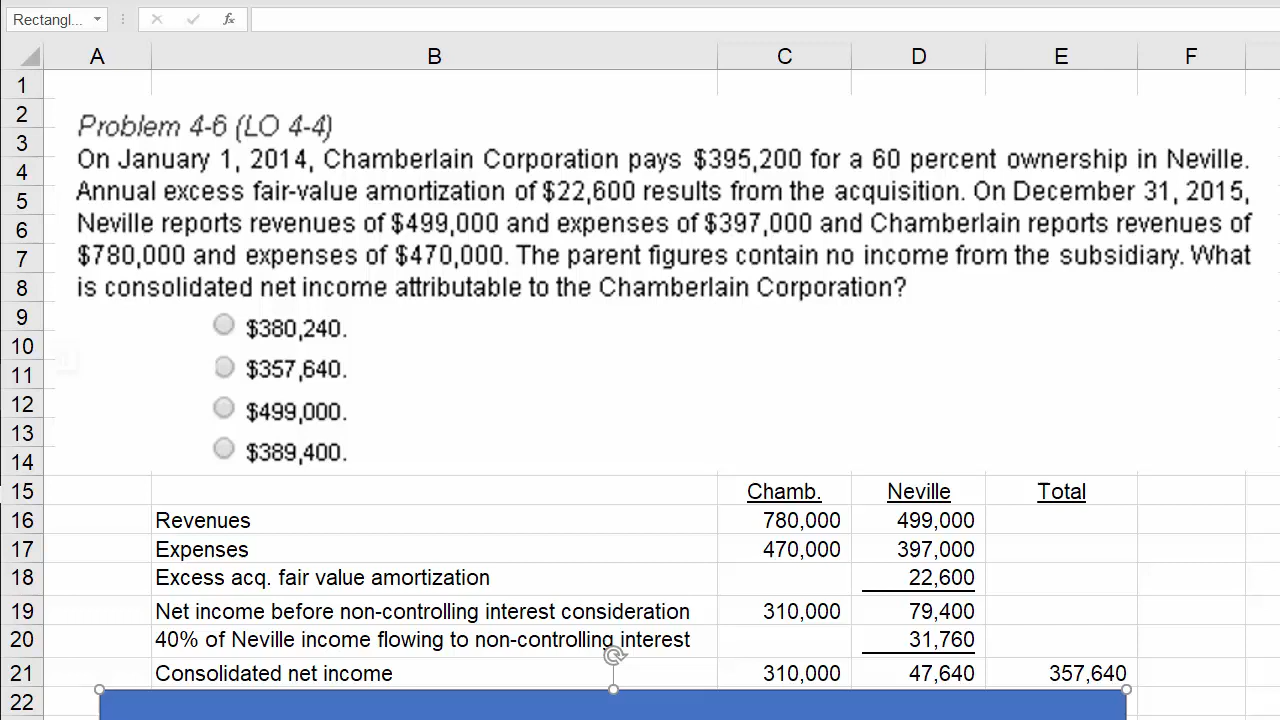 Rectangl...
fx
A B C D E F
1
2
Problem 4-6 (LO 4-4)
3
On January 1, 2014, Chamberlain Corporation pays $395,200 for a 60 percent ownership in Neville.
4
Annual excess fair-value amortization of $22,600 results from the acquisition. On December 31, 2015,
5
Neville reports revenues of $499,000 and expenses of $397,000 and Chamberlain reports revenues of
6
$780,000 and expenses of $470,000. The parent figures contain no income from the subsidiary. What
7
is consolidated net income attributable to the Chamberlain Corporation?
8
9
$380,240.
10
$357,640.
11
12
$499,000.
13
$389,400.
14
15 Chamb. Neville Total
16 Revenues 780,000 499,000
17 Expenses 470,000 397,000
18 Excess acq. fair value amortization 22,600
19 Net income before non-controlling interest consideration 310,000 79,400
20 40% of Neville income flowing to non-controlling interest 31,760
21 Consolidated net income 310,000 47,640 357,640
22